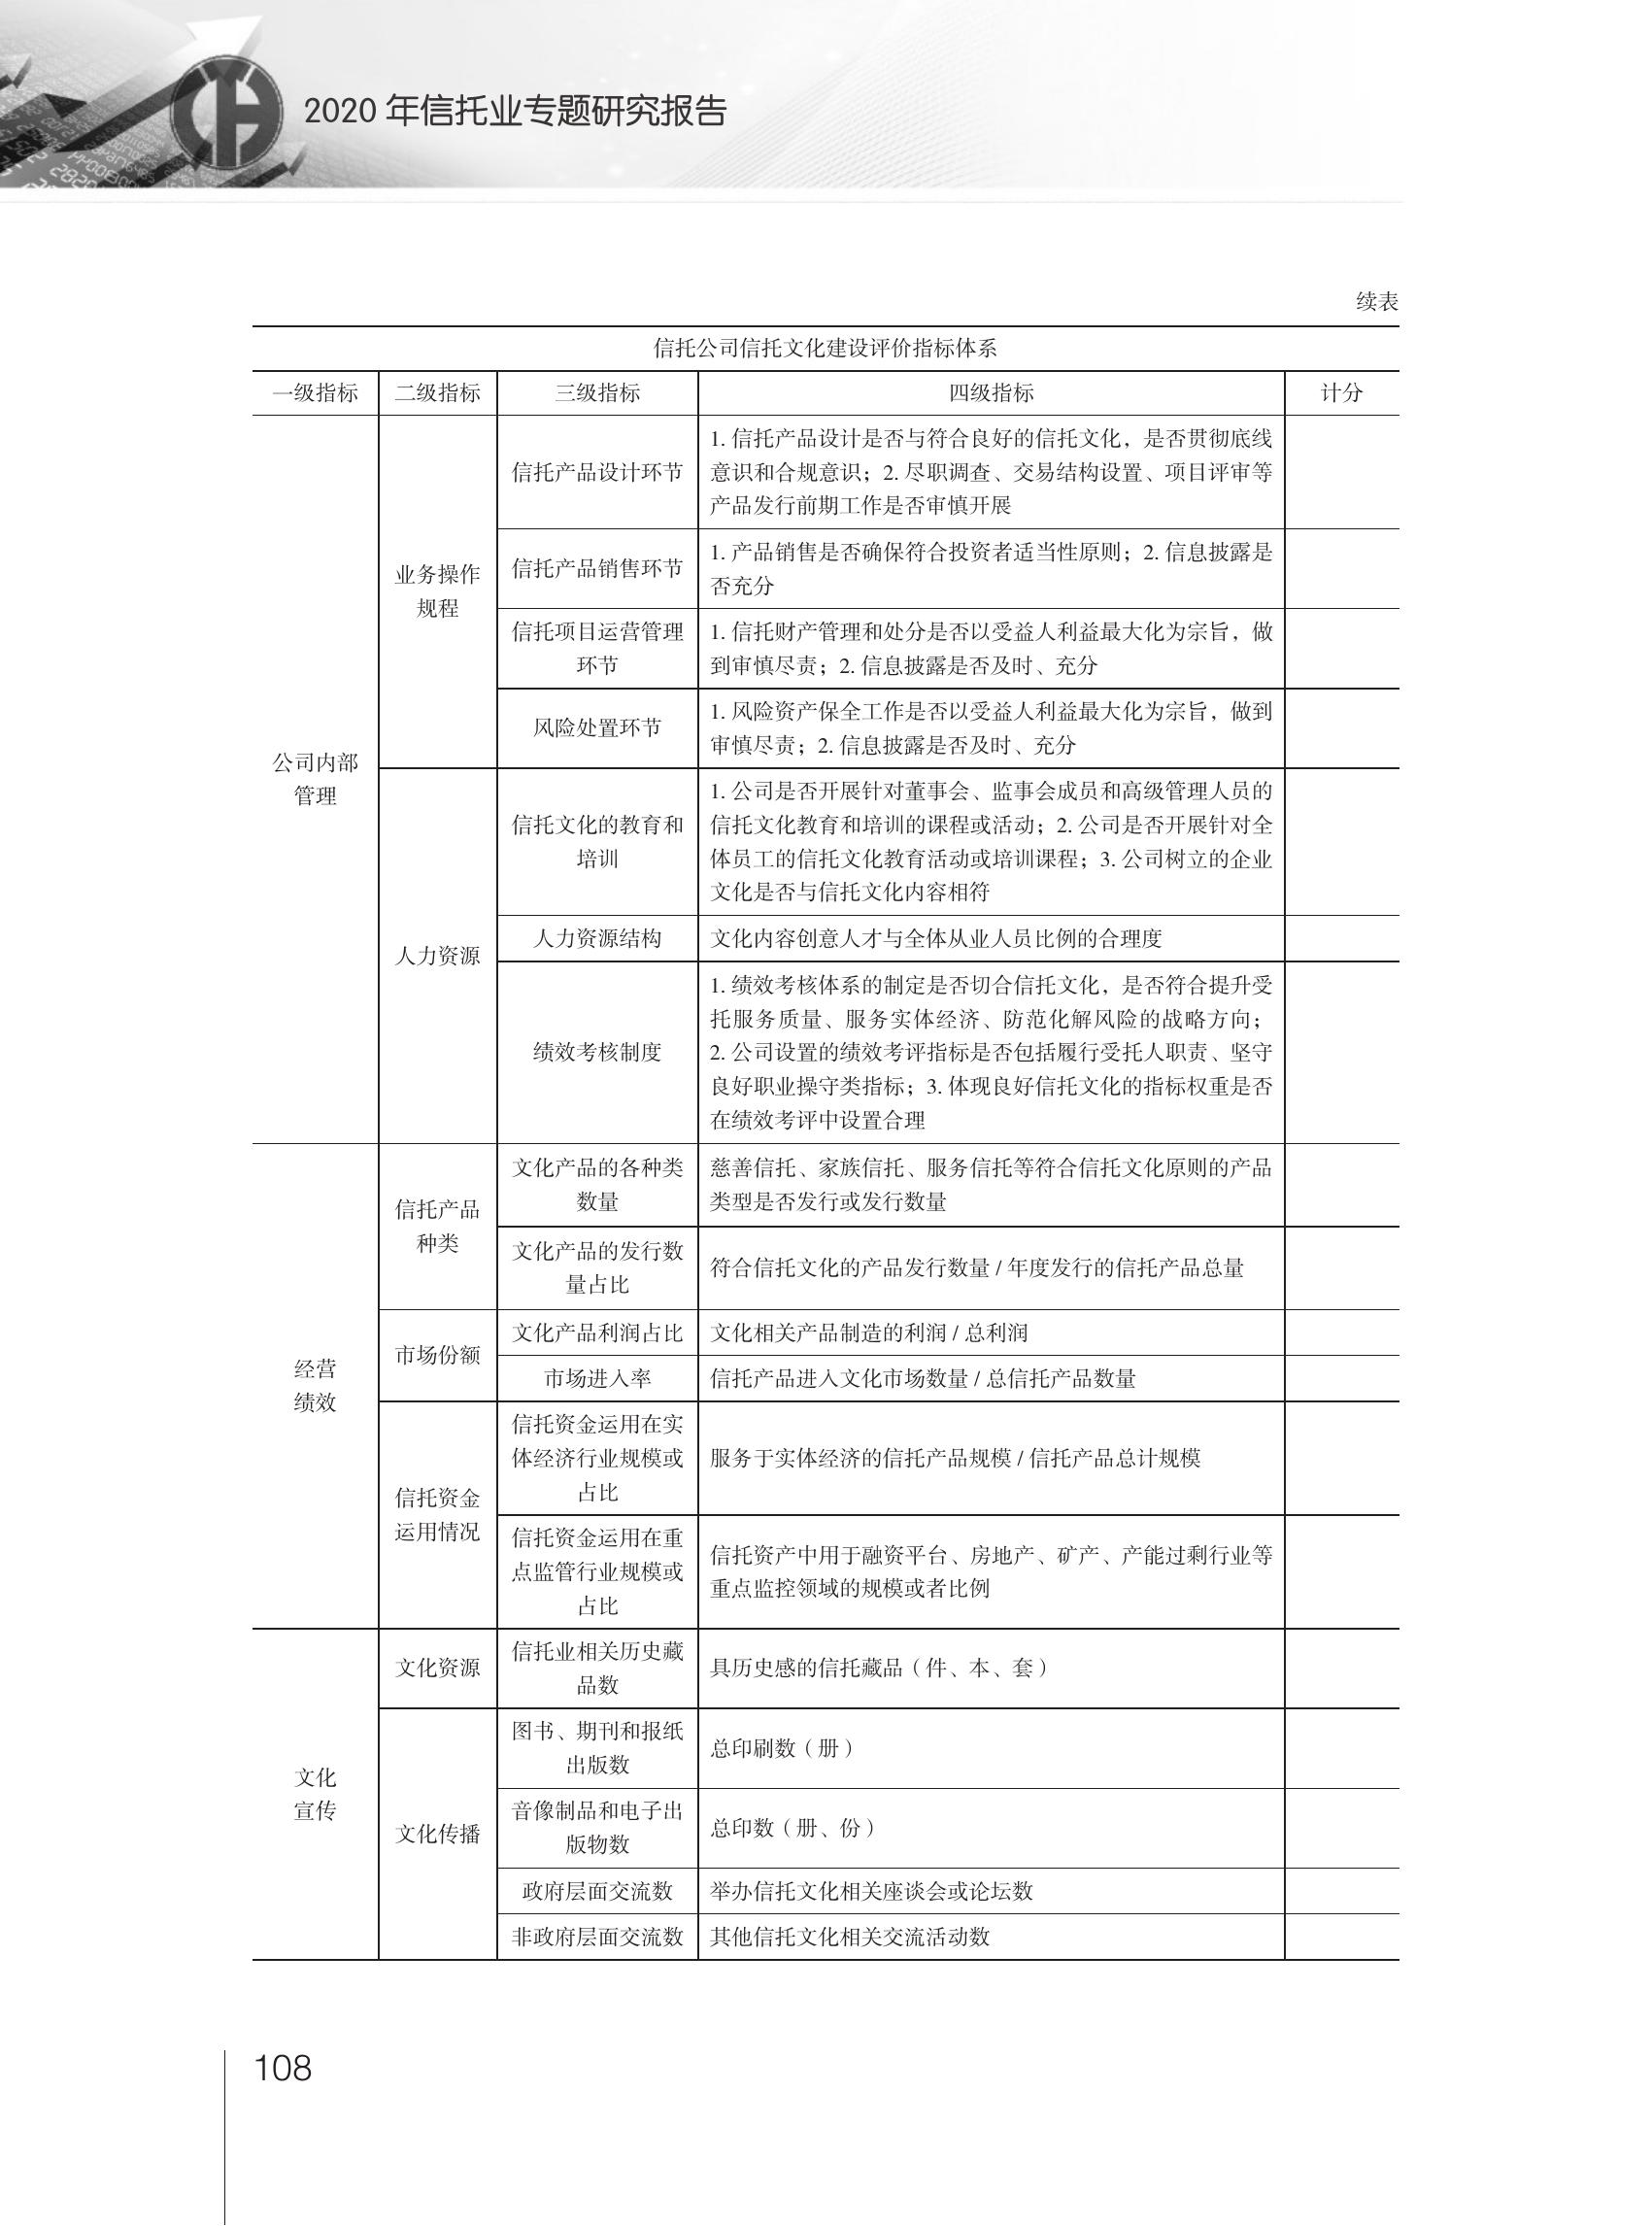 2020 年信托业专题研究报告
续表
信托公司信托文化建设评价指标体系
一级指标 二级指标 三级指标 四级指标 计分
公司内部
管理
业务操作
规程
信托产品设计环节
1. 信托产品设计是否与符合良好的信托文化，是否贯彻底线
意识和合规意识；2. 尽职调查、交易结构设置、项目评审等
产品发行前期工作是否审慎开展
信托产品销售环节
1. 产品销售是否确保符合投资者适当性原则；2. 信息披露是
否充分
信托项目运营管理
环节
1. 信托财产管理和处分是否以受益人利益最大化为宗旨，做
到审慎尽责；2. 信息披露是否及时、充分
风险处置环节
1. 风险资产保全工作是否以受益人利益最大化为宗旨，做到
审慎尽责；2. 信息披露是否及时、充分
人力资源
信托文化的教育和
培训
1. 公司是否开展针对董事会、监事会成员和高级管理人员的
信托文化教育和培训的课程或活动；2. 公司是否开展针对全
体员工的信托文化教育活动或培训课程；3. 公司树立的企业
文化是否与信托文化内容相符
人力资源结构
文化内容创意人才与全体从业人员比例的合理度
绩效考核制度
1. 绩效考核体系的制定是否切合信托文化，是否符合提升受
托服务质量、服务实体经济、防范化解风险的战略方向；
2. 公司设置的绩效考评指标是否包括履行受托人职责、坚守
良好职业操守类指标；3. 体现良好信托文化的指标权重是否
在绩效考评中设置合理
经营
绩效
信托产品
种类
文化产品的各种类
数量
慈善信托、家族信托、服务信托等符合信托文化原则的产品
类型是否发行或发行数量
文化产品的发行数
量占比
符合信托文化的产品发行数量 / 年度发行的信托产品总量
市场份额
文化产品利润占比
文化相关产品制造的利润 / 总利润
市场进入率
信托产品进入文化市场数量 / 总信托产品数量
信托资金
运用情况
信托资金运用在实
体经济行业规模或
占比
服务于实体经济的信托产品规模 / 信托产品总计规模
信托资金运用在重
点监管行业规模或
占比
信托资产中用于融资平台、房地产、矿产、产能过剩行业等
重点监控领域的规模或者比例
文化
宣传
文化资源
信托业相关历史藏
品数
具历史感的信托藏品（件、本、套）
文化传播
图书、期刊和报纸
出版数
总印刷数（册）
音像制品和电子出
版物数
总印数（册、份）
政府层面交流数
举办信托文化相关座谈会或论坛数
非政府层面交流数
其他信托文化相关交流活动数
108